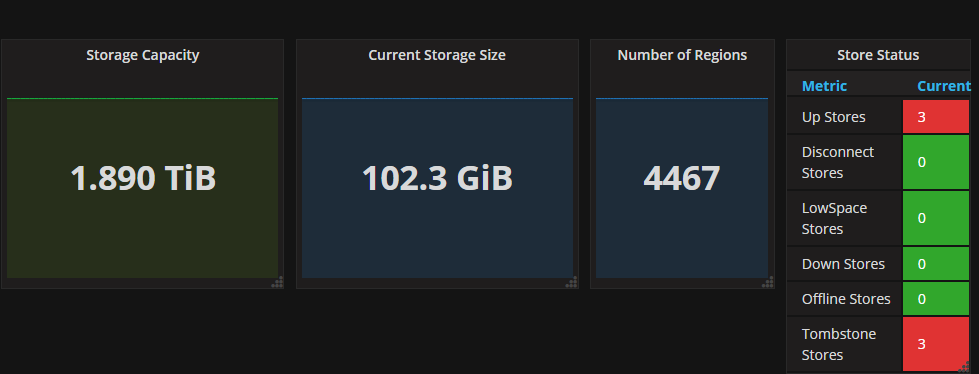 Storage Capacity
1.890 TiB
Current Storage Size
102.3 GiB
Number of Regions
4467
Store Status
Metric Current
Up Stores 3
Disconnect
Stores 0
LowSpace
Stores 0
Down Stores 0
Offline Stores 0
Tombstone
Stores 3